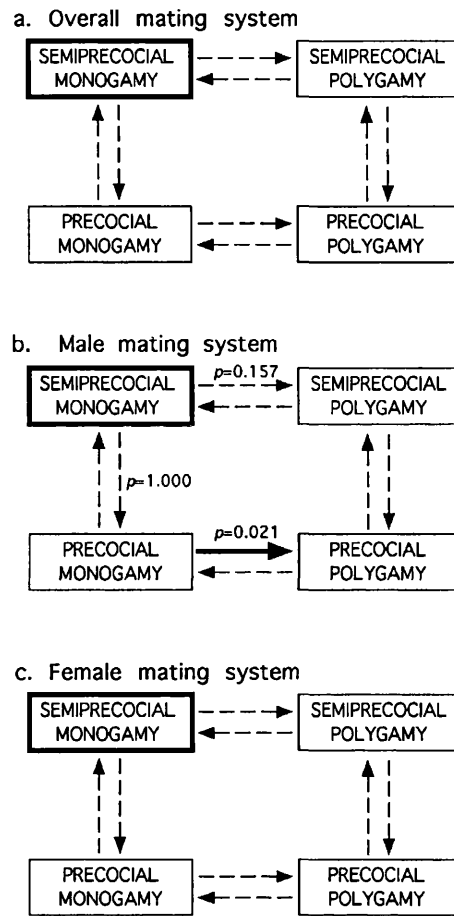 a. Overall mating system
SEMIPRECOCIAL SEMIPRECOCIAL
MONOGAMY POLYGAMY
PRECOCIAL PRECOCIAL
MONOGAMY POLYGAMY
b. Male mating system
SEMIPRECOCIAL p=0.157 SEMIPRECOCIAL
MONOGAMY POLYGAMY
p=1.000
PRECOCIAL p=0.021 PRECOCIAL
MONOGAMY POLYGAMY
c. Female mating system
SEMIPRECOCIAL SEMIPRECOCIAL
MONOGAMY POLYGAMY
PRECOCIAL PRECOCIAL
MONOGAMY POLYGAMY